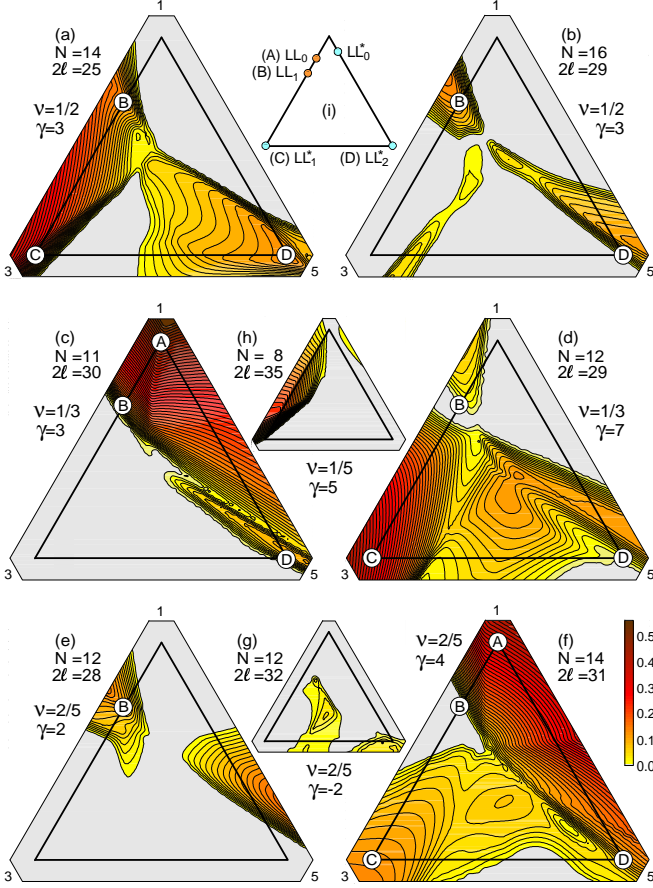 1
(a)
N =14
2ℓ =25
ν=1/2
γ=3
B
C
D
3
5
(A) LL0
(B) LL1
LL*0
(i)
(C) LL*1
(D) LL*2
1
(b)
N =16
2ℓ =29
ν=1/2
γ=3
B
D
3
5
1
(c)
N =11
2ℓ =30
ν=1/3
γ=3
A
B
D
3
5
(h)
N = 8
2ℓ =35
ν=1/5
γ=5
1
(d)
N =12
2ℓ =29
ν=1/3
γ=7
B
C
D
3
5
1
(e)
N =12
2ℓ =28
ν=2/5
γ=2
B
3
5
(g)
N =12
2ℓ =32
ν=2/5
γ=-2
1
ν=2/5
γ=4
(f)
N =14
2ℓ =31
A
B
C
D
3
5
0.5
0.4
0.3
0.2
0.1
0.0